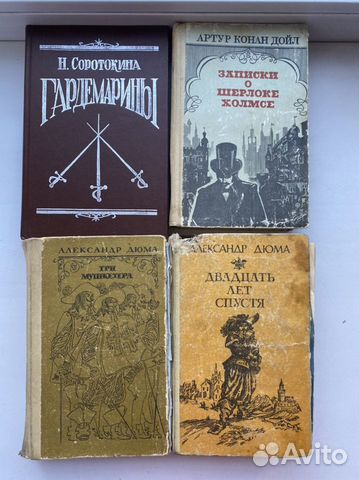 Н. Соротокина
ГАРДЕМАРИНЫ
АРТУР КОНАН ДОЙЛ
ЗАПИСКИ
О
ШЕРЛОКЕ
ХОЛМСЕ
АЛЕКСАНДР ДЮМА
ТРИ
МУШКЕТЕРА
АЛЕКСАНДР ДЮМА
ДВАДЦАТЬ
ЛЕТ
СПУСТЯ
Avito